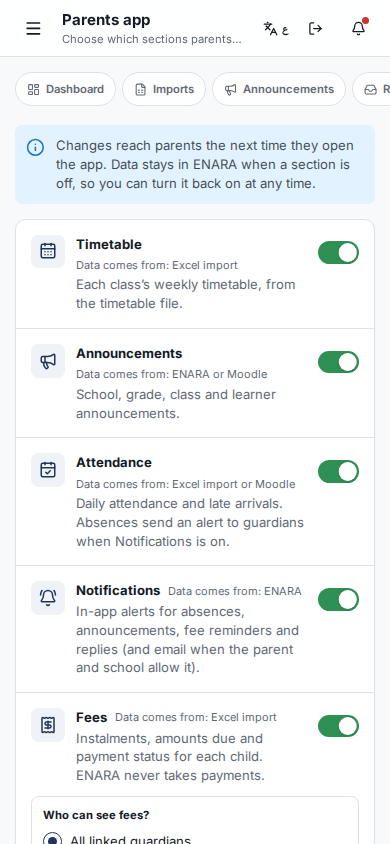 Parents app
Choose which sections parents...
ع
Dashboard
Imports
Announcements
Changes reach parents the next time they open
the app. Data stays in ENARA when a section is
off, so you can turn it back on at any time.
Timetable
Data comes from: Excel import
Each class's weekly timetable, from
the timetable file.
Announcements
Data comes from: ENARA or Moodle
School, grade, class and learner
announcements.
Attendance
Data comes from: Excel import or Moodle
Daily attendance and late arrivals.
Absences send an alert to guardians
when Notifications is on.
Notifications Data comes from: ENARA
In-app alerts for absences,
announcements, fee reminders and
replies (and email when the parent
and school allow it).
Fees Data comes from: Excel import
Instalments, amounts due and
payment status for each child.
ENARA never takes payments.
Who can see fees?
All linked guardians